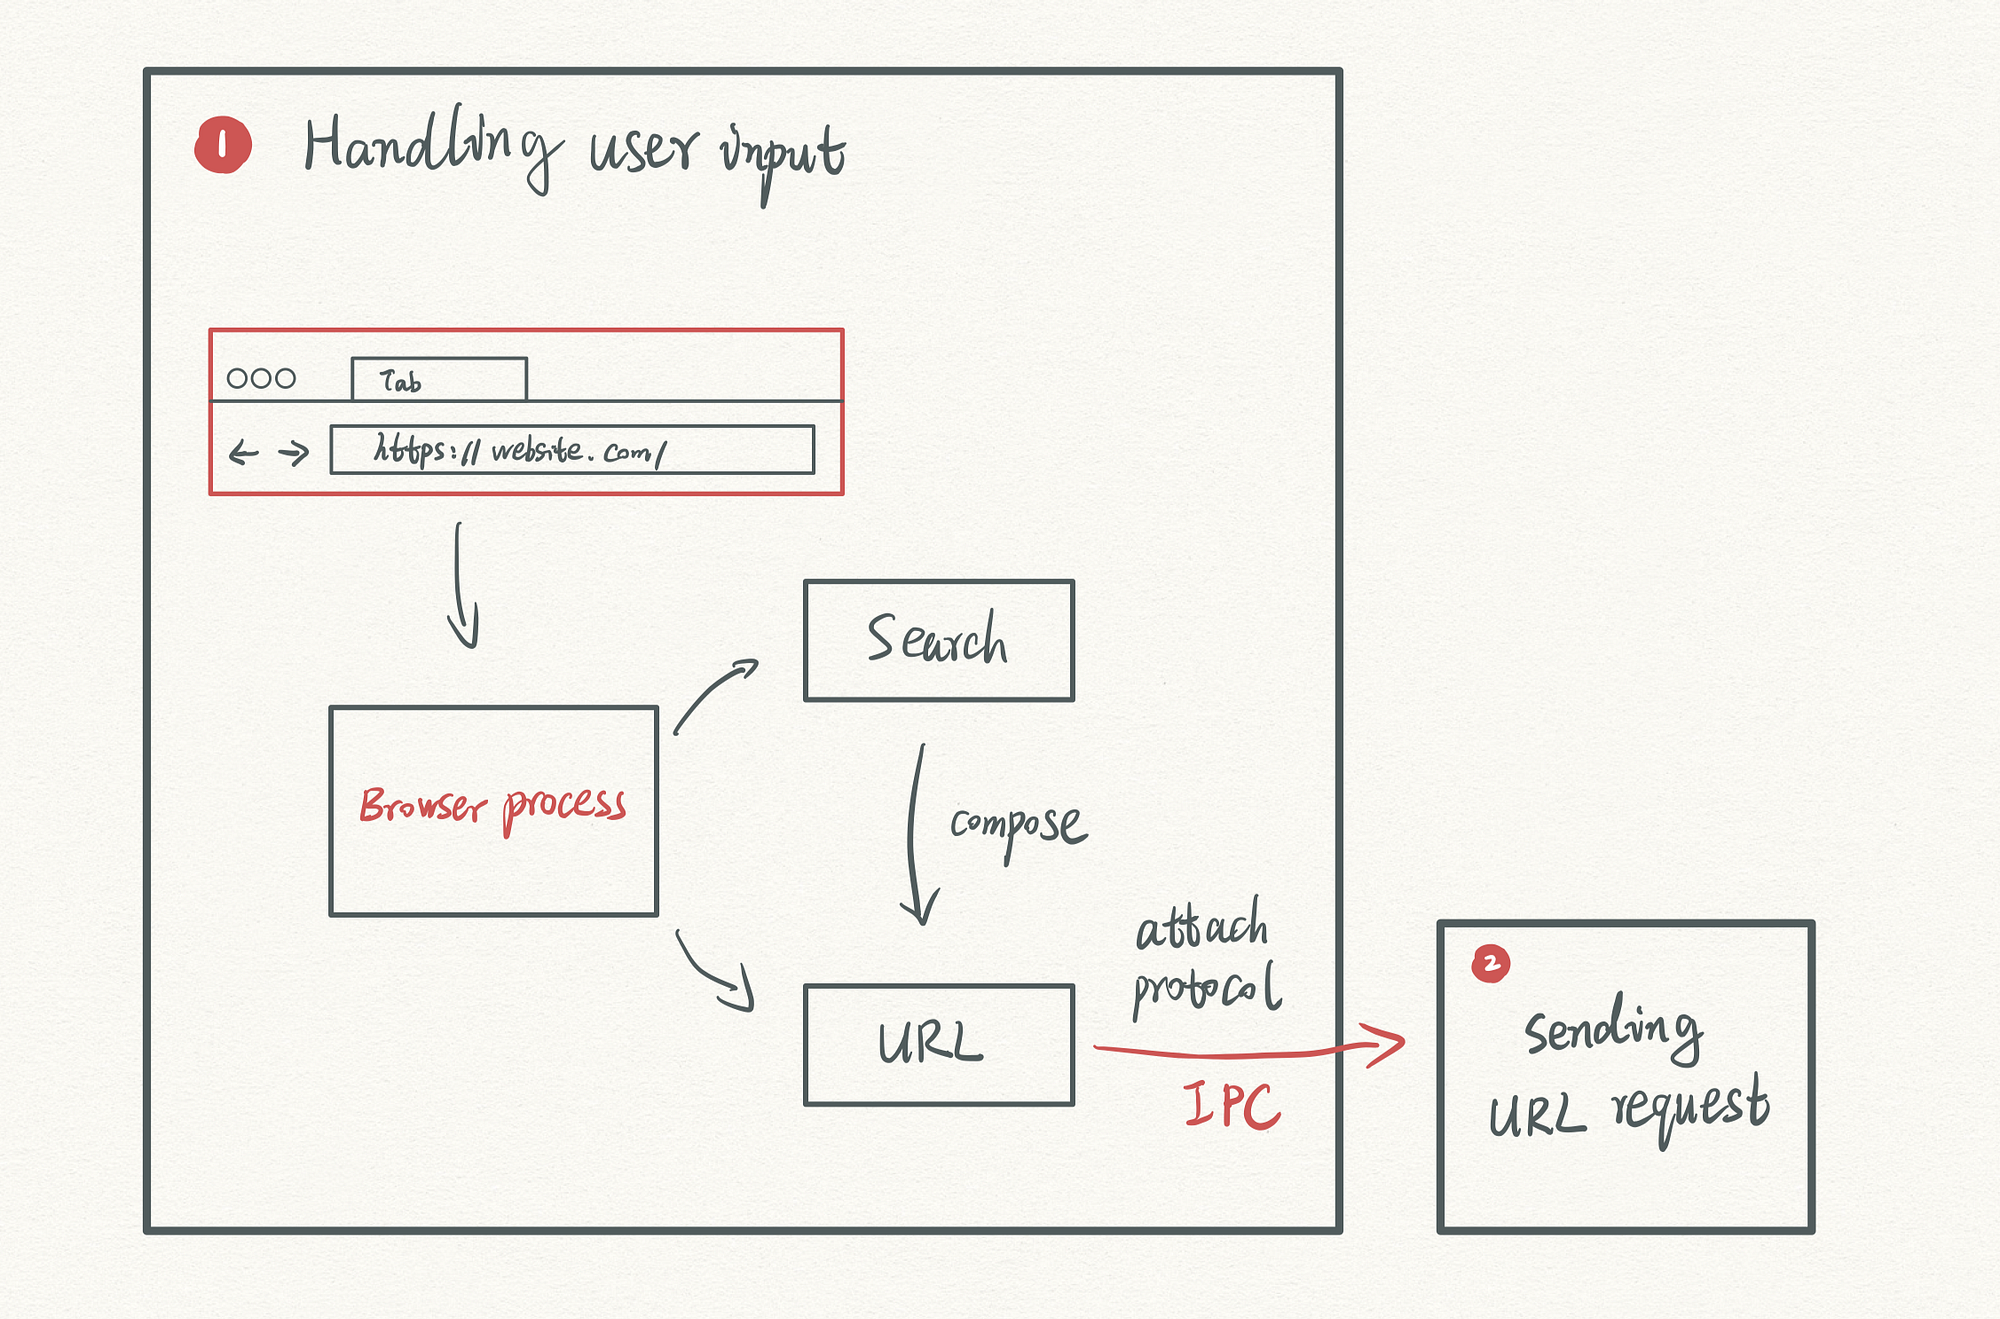 1 Handling user input
Tab
https://website.com/
Search
Browser process
compose
attach
protocol
URL
IPC
2
Sending
URL request